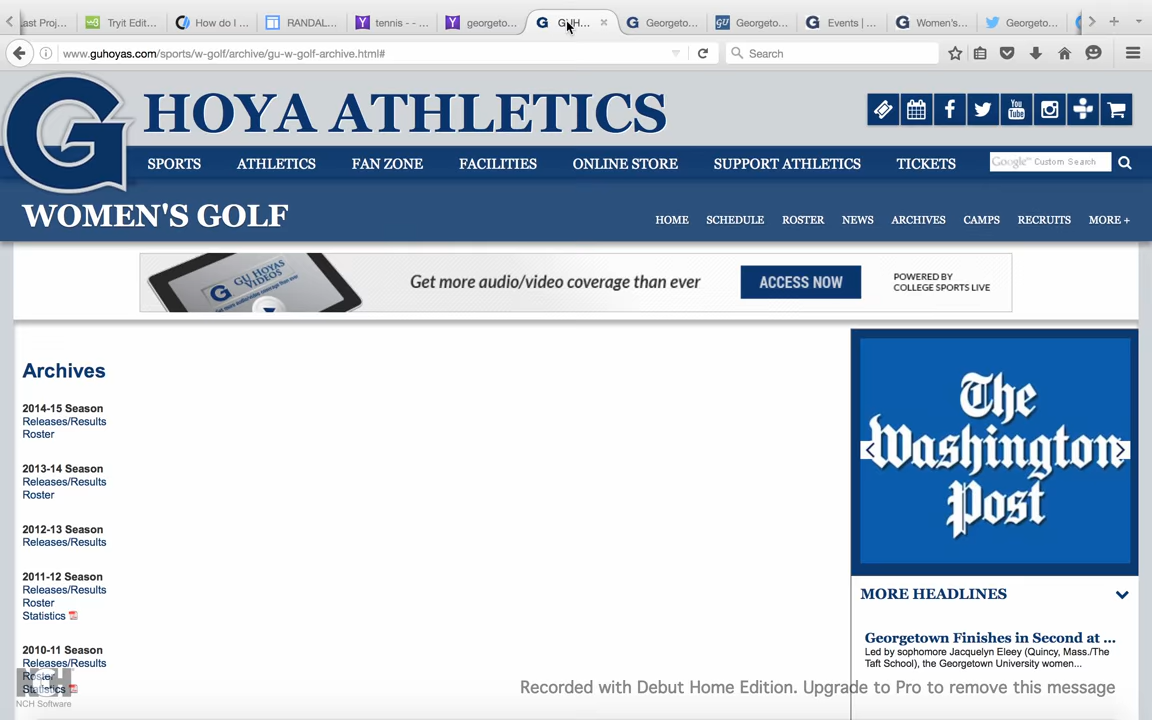 ast Proj...
Tryit Edit...
How do I ...
RANDAL...
tennis - - ...
georgeto...
GUH...
Georgeto...
Georgeto...
Events | ...
Women's...
Georgeto...
www.guhoyas.com/sports/w-golf/archive/gu-w-golf-archive.html#
Search
HOYA ATHLETICS
You Tube
SPORTS ATHLETICS FAN ZONE FACILITIES ONLINE STORE SUPPORT ATHLETICS TICKETS
Google™ Custom Search
WOMEN'S GOLF
HOME SCHEDULE ROSTER NEWS ARCHIVES CAMPS RECRUITS MORE +
GU HOYAS VIDEOS
Get more audio/video coverage than ever
ACCESS NOW
POWERED BY
COLLEGE SPORTS LIVE
Archives
2014-15 Season
Releases/Results
Roster
2013-14 Season
Releases/Results
Roster
2012-13 Season
Releases/Results
2011-12 Season
Releases/Results
Roster
Statistics
2010-11 Season
Releases/Results
Roster
Statistics
The
Washington
Post
MORE HEADLINES
Georgetown Finishes in Second at ...
Led by sophomore Jacquelyn Eleey (Quincy, Mass./The
Taft School), the Georgetown University women...
NCH
NCH Software
Recorded with Debut Home Edition. Upgrade to Pro to remove this message